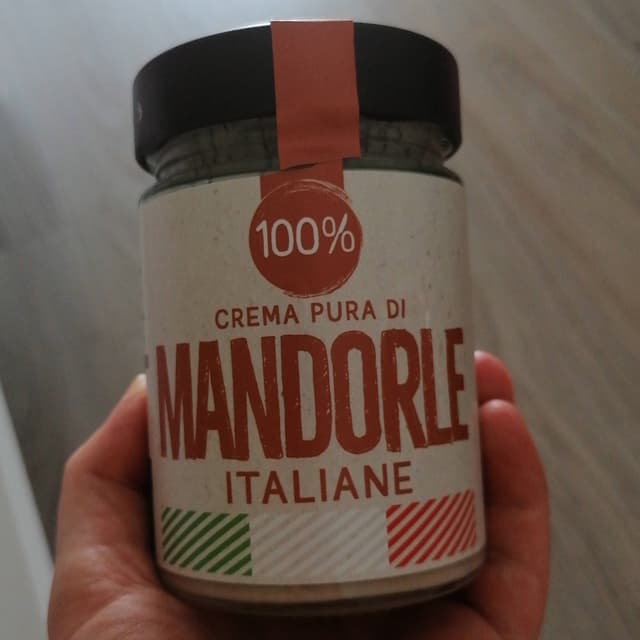 100%
CREMA PURA DI
MANDORLE
ITALIANE